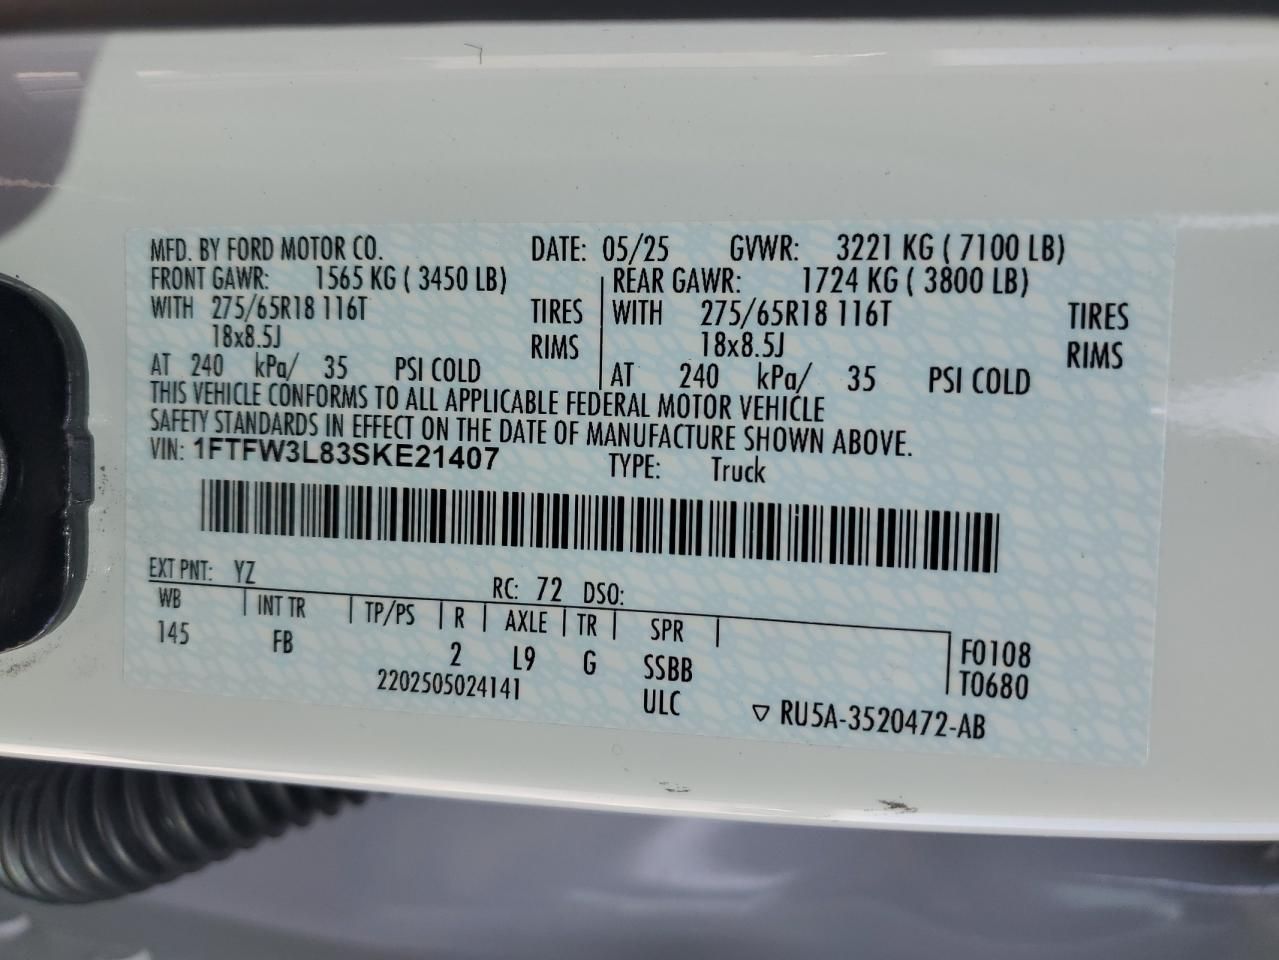 MFD. BY FORD MOTOR CO. DATE: 05/25 GVWR: 3221 KG ( 7100 LB)
FRONT GAWR: 1565 KG ( 3450 LB) REAR GAWR: 1724 KG ( 3800 LB)
WITH 275/65R18 116T TIRES WITH 275/65R18 116T TIRES
18x8.5J RIMS 18x8.5J RIMS
AT 240 kPa/ 35 PSI COLD AT 240 kPa/ 35 PSI COLD
THIS VEHICLE CONFORMS TO ALL APPLICABLE FEDERAL MOTOR VEHICLE
SAFETY STANDARDS IN EFFECT ON THE DATE OF MANUFACTURE SHOWN ABOVE.
VIN: 1FTFW3L83SKE21407 TYPE: Truck
EXT PNT: YZ RC: 72 DSO:
WB INT TR TP/PS R AXLE TR SPR
145 FB 2 L9 G SSBB F0108
2202505024141 ULC T0680
▽ RU5A-3520472-AB